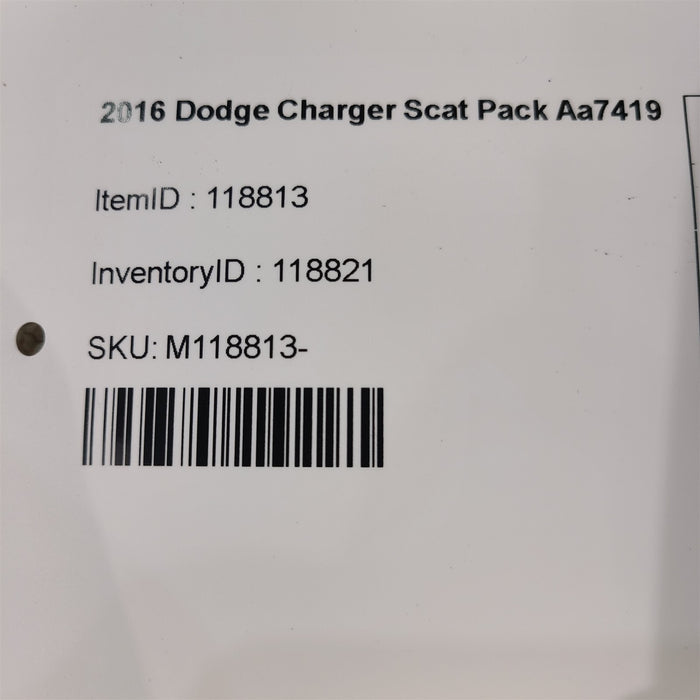 2016 Dodge Charger Scat Pack Aa7419
ItemID : 118813
InventoryID : 118821
SKU: M118813-